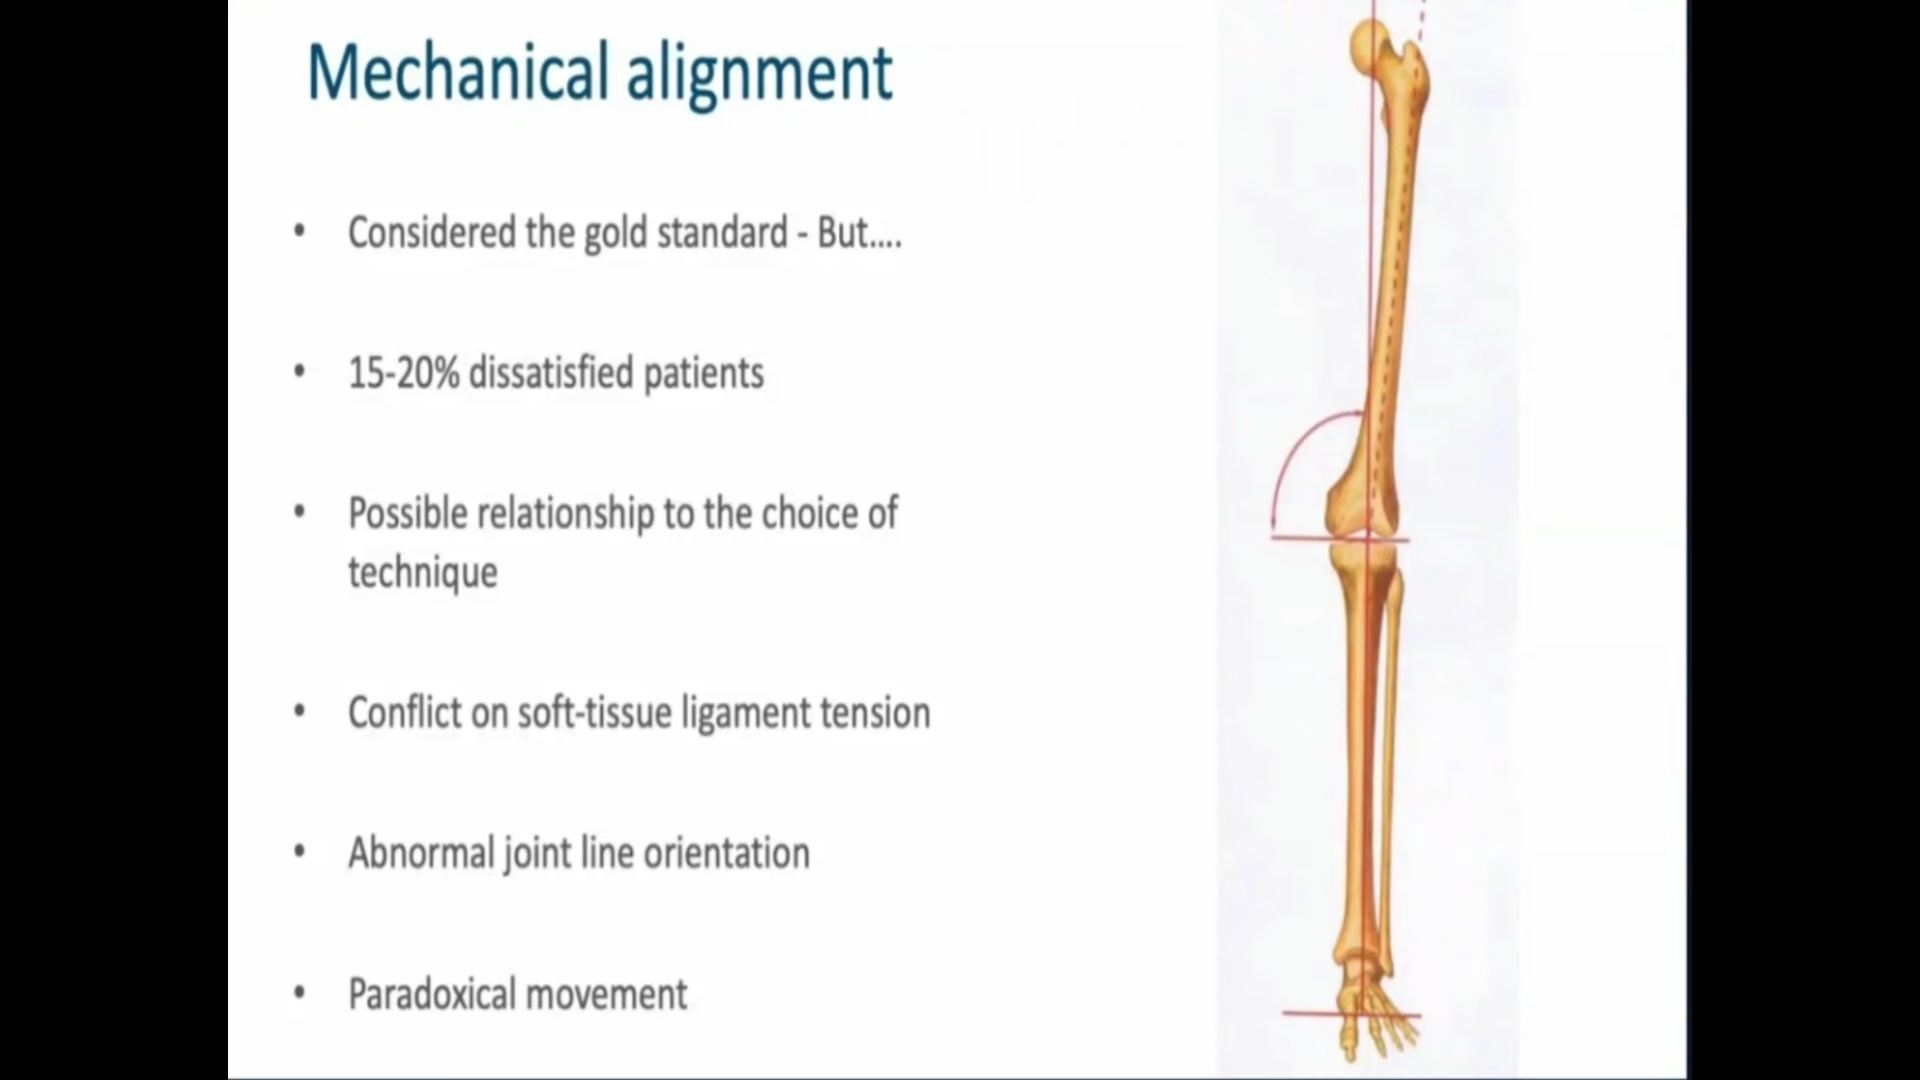 Mechanical alignment
• Considered the gold standard - But....
• 15-20% dissatisfied patients
• Possible relationship to the choice of
technique
• Conflict on soft-tissue ligament tension
• Abnormal joint line orientation
• Paradoxical movement